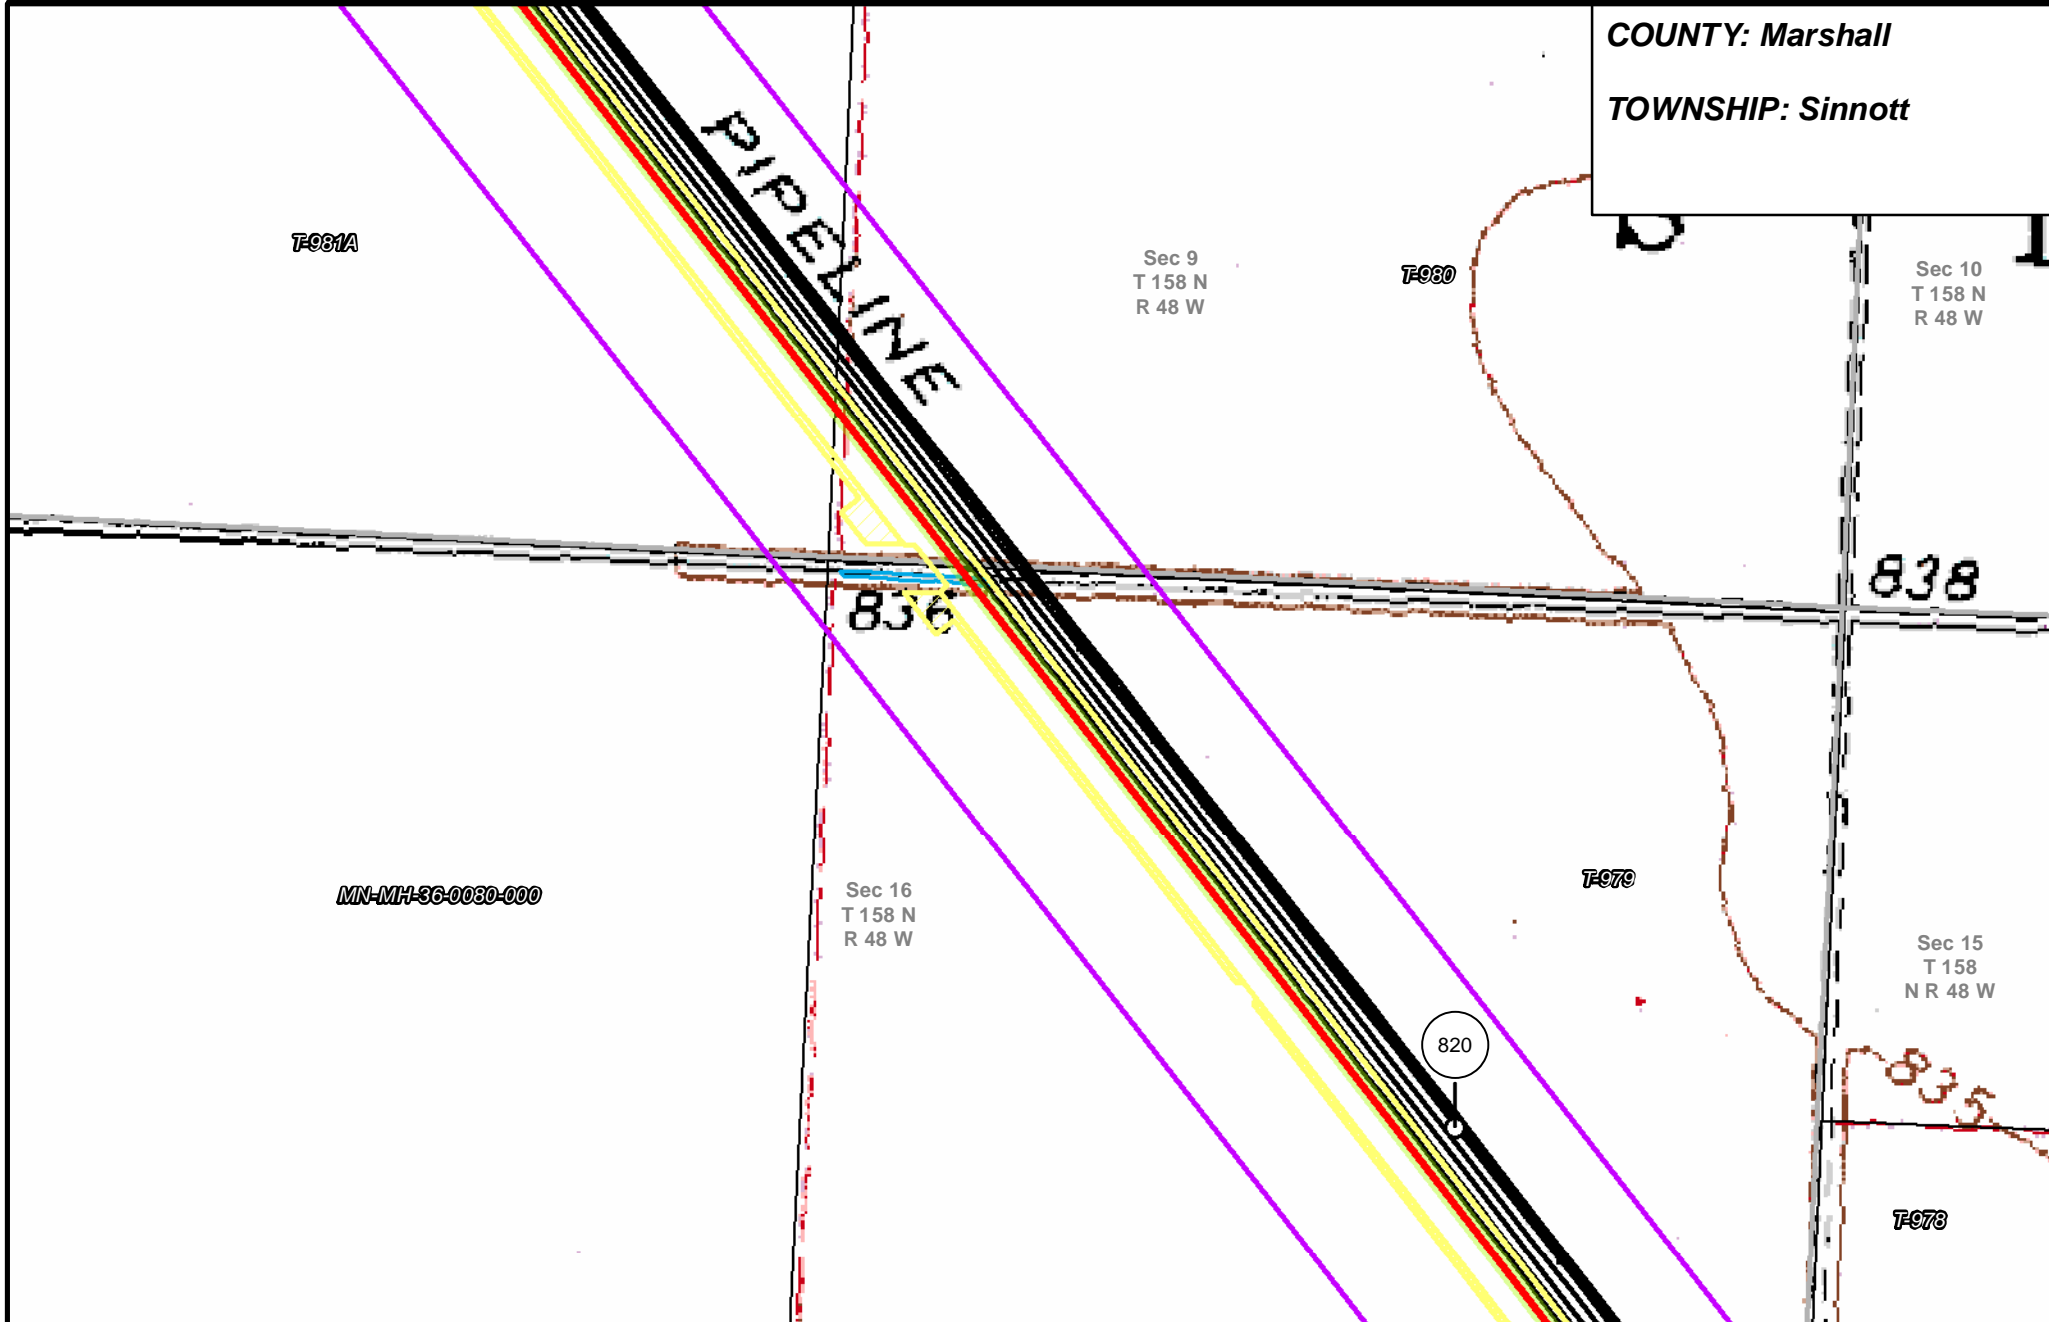 COUNTY: Marshall
TOWNSHIP: Sinnott
PIPELINE
T-981A
Sec 9
T 158 N
R 48 W
T-980
Sec 10
T 158 N
R 48 W
838
836
MN-MH-36-0080-000
Sec 16
T 158 N
R 48 W
T-979
Sec 15
T 158
N R 48 W
820
835
T-978